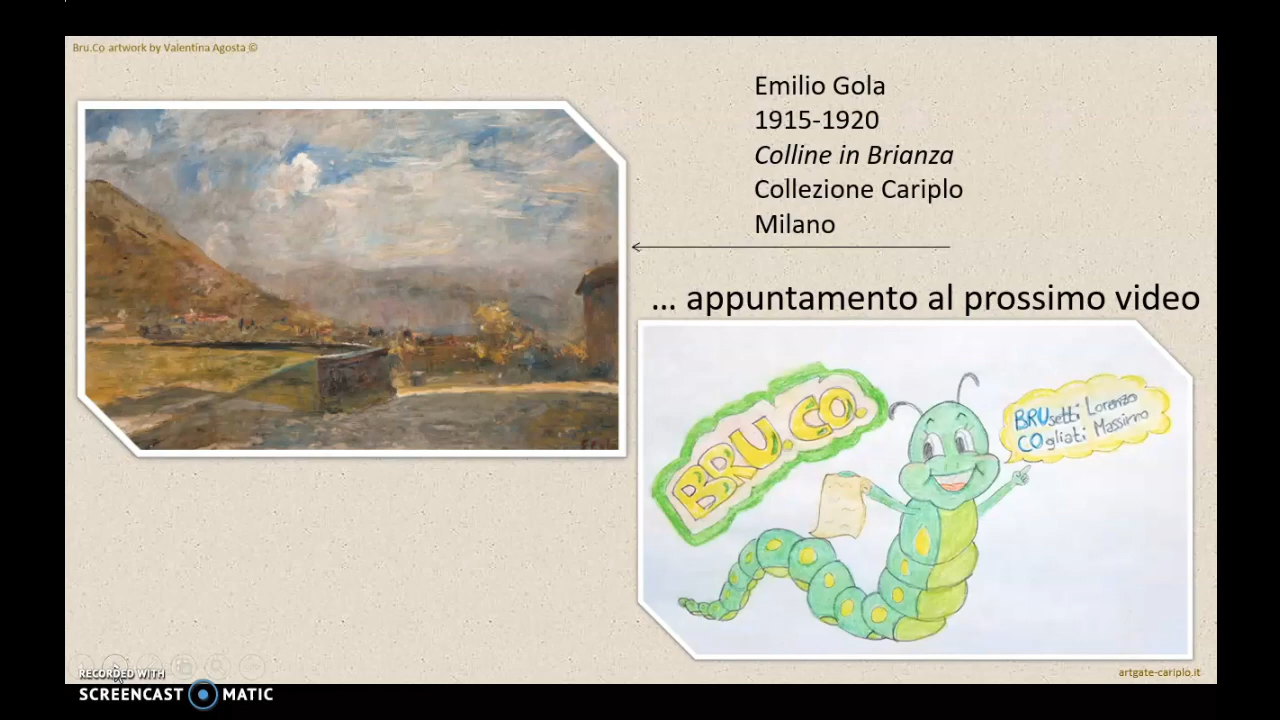 Bru.Co artwork by Valentina Agosta ©
Emilio Gola
1915-1920
Colline in Brianza
Collezione Cariplo
Milano
... appuntamento al prossimo video
BRU.CO.
BRUsetti Lorenzo
COgliati Massimo
artgate-cariplo.it
RECORDED WITH
SCREENCAST MATIC